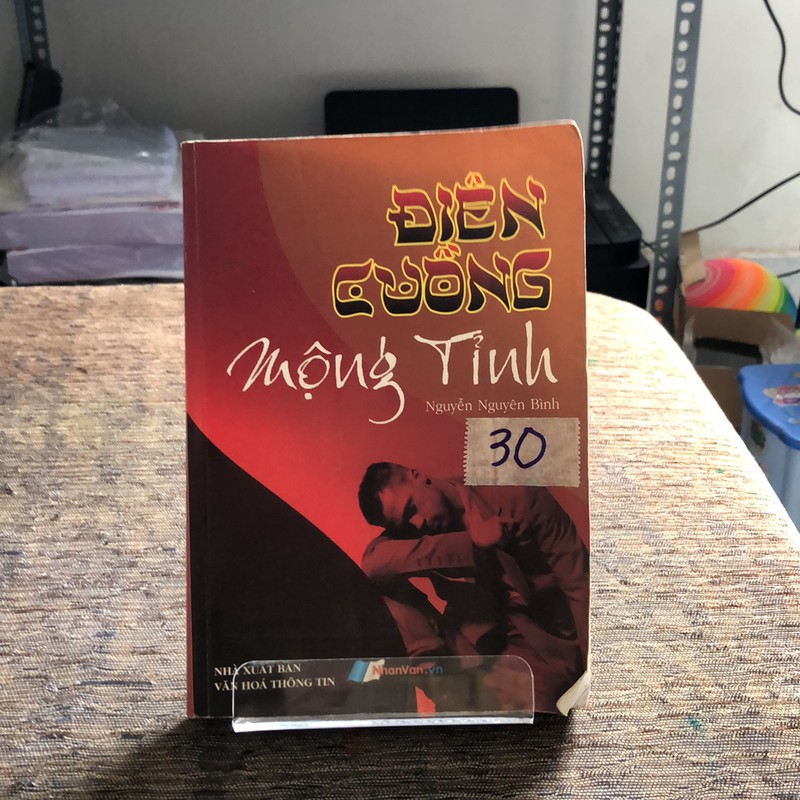 ĐIÊN
CUỒNG
Mộng Tỉnh
Nguyễn Nguyên Bình
30
NHÀ XUẤT BẢN
VĂN HOÁ THÔNG TIN
NhanVan.vn